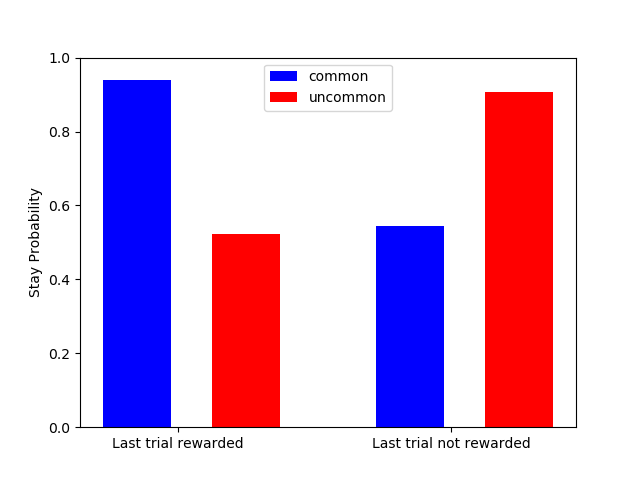 common
uncommon
Stay Probability
1.0
0.8
0.6
0.4
0.2
0.0
Last trial rewarded
Last trial not rewarded